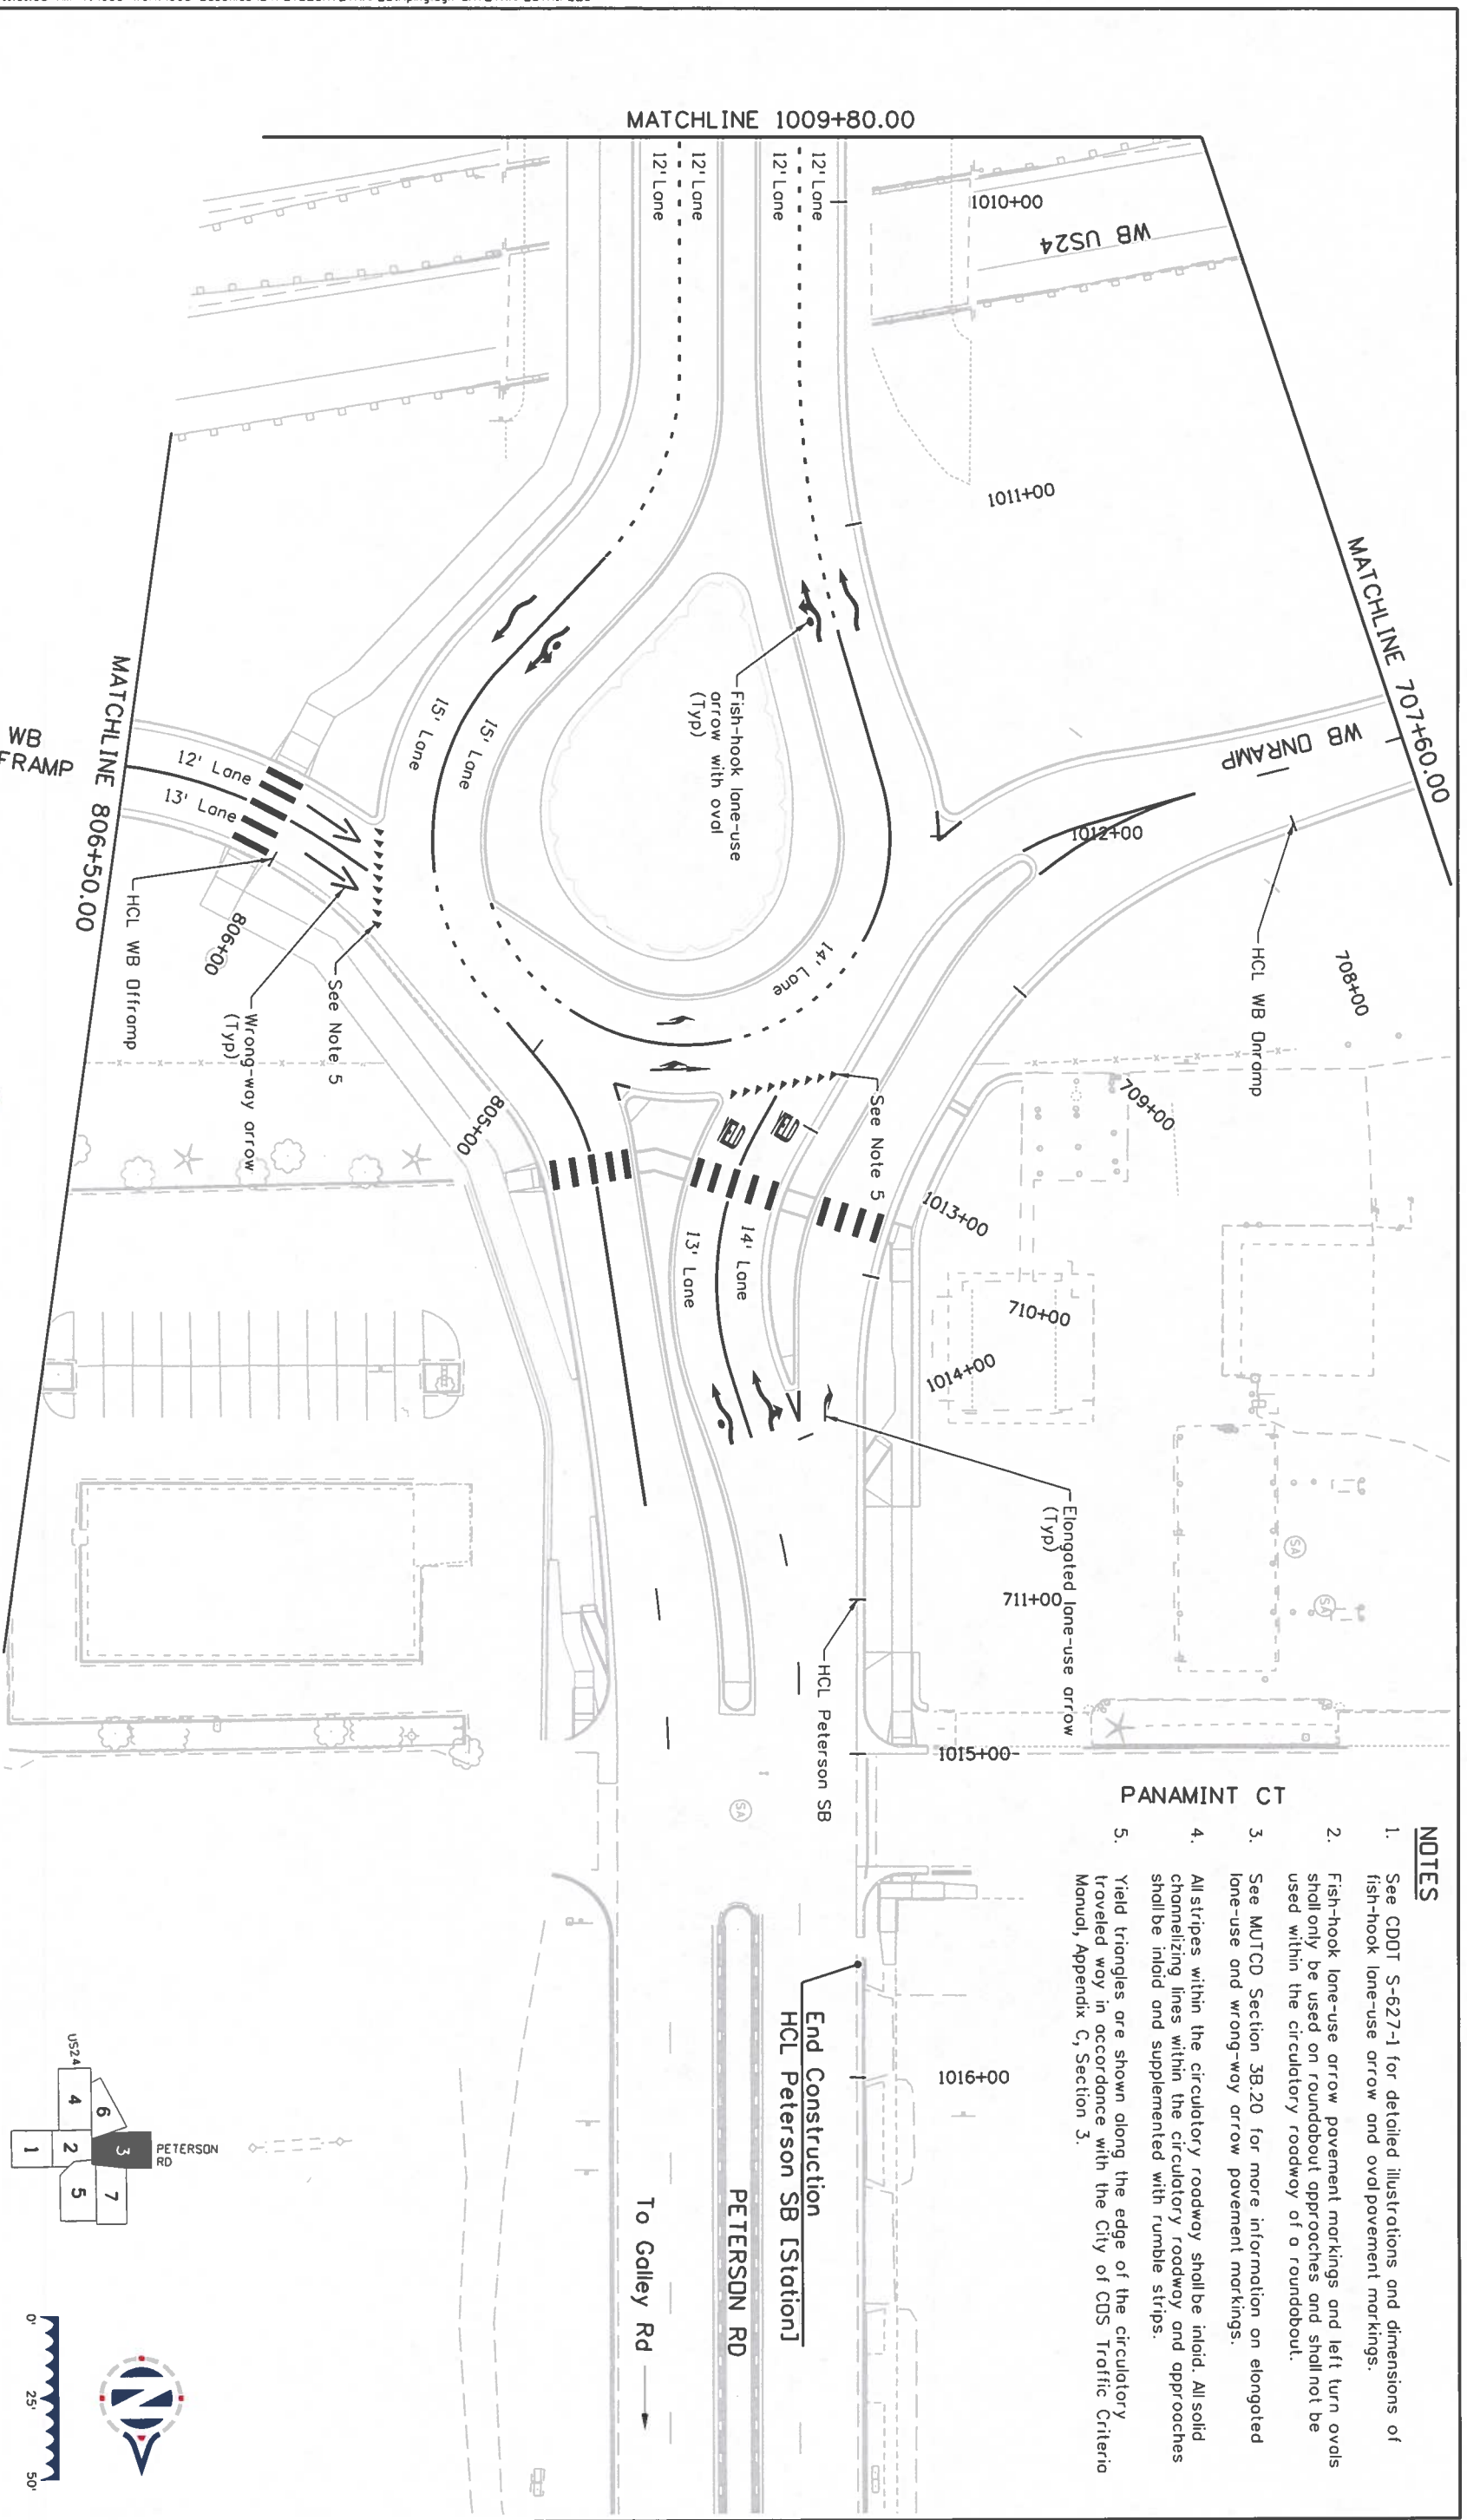 MATCHLINE 1009+80.00
12' Lane
12' Lane
12' Lane
12' Lane
1010+00
WB US24
1011+00
MATCHLINE 707+60.00
WB ONRAMP
1012+00
HCL WB Onramp
708+00
709+00
Fish-hook lane-use
arrow with oval
(Typ)
15' Lane
15' Lane
14' Lane
MATCHLINE 806+50.00
WB
12' Lane
13' Lane
HCL WB Offramp
806+00
Wrong-way arrow
(Typ)
See Note 5
805+00
See Note 5
1013+00
13' Lane
14' Lane
710+00
1014+00
Elongated lane-use arrow
(Typ)
711+00
HCL Peterson SB
1015+00
SA
SA
SA
PANAMINT CT
NOTES
1. See CDOT S-627-1 for detailed illustrations and dimensions of
fish-hook lane-use arrow and oval pavement markings.
2. Fish-hook lane-use arrow pavement markings and left turn ovals
shall only be used on roundabout approaches and shall not be
used within the circulatory roadway of a roundabout.
3. See MUTCD Section 3B.20 for more information on elongated
lane-use and wrong-way arrow pavement markings.
4. All stripes within the circulatory roadway shall be inlaid. All solid
channelizing lines within the circulatory roadway and approaches
shall be inlaid and supplemented with rumble strips.
5. Yield triangles are shown along the edge of the circulatory
traveled way in accordance with the City of COS Traffic Criteria
Manual, Appendix C, Section 3.
End Construction
HCL Peterson SB [Station]
1016+00
PETERSON RD
To Galley Rd
US24
PETERSON
RD
1
2
3
4
5
6
7
N
0'
25'
50'